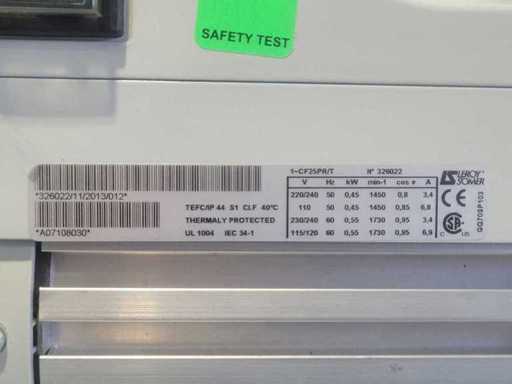 SAFETY TEST
*326022/11/2013/012*
*A07108030*
TEFC/IP 44 S1 CLF 40°C
THERMALY PROTECTED
UL 1004 IEC 34-1
1~CF25PR/T N° 326022
V Hz kW min-1 cos φ A
220/240 50 0,45 1450 0,8 3,4
110 50 0,45 1450 0,85 6,8
230/240 60 0,55 1730 0,95 3,4
115/120 60 0,55 1730 0,95 6,9
LS LEROY SOMER
CE
SA
C US